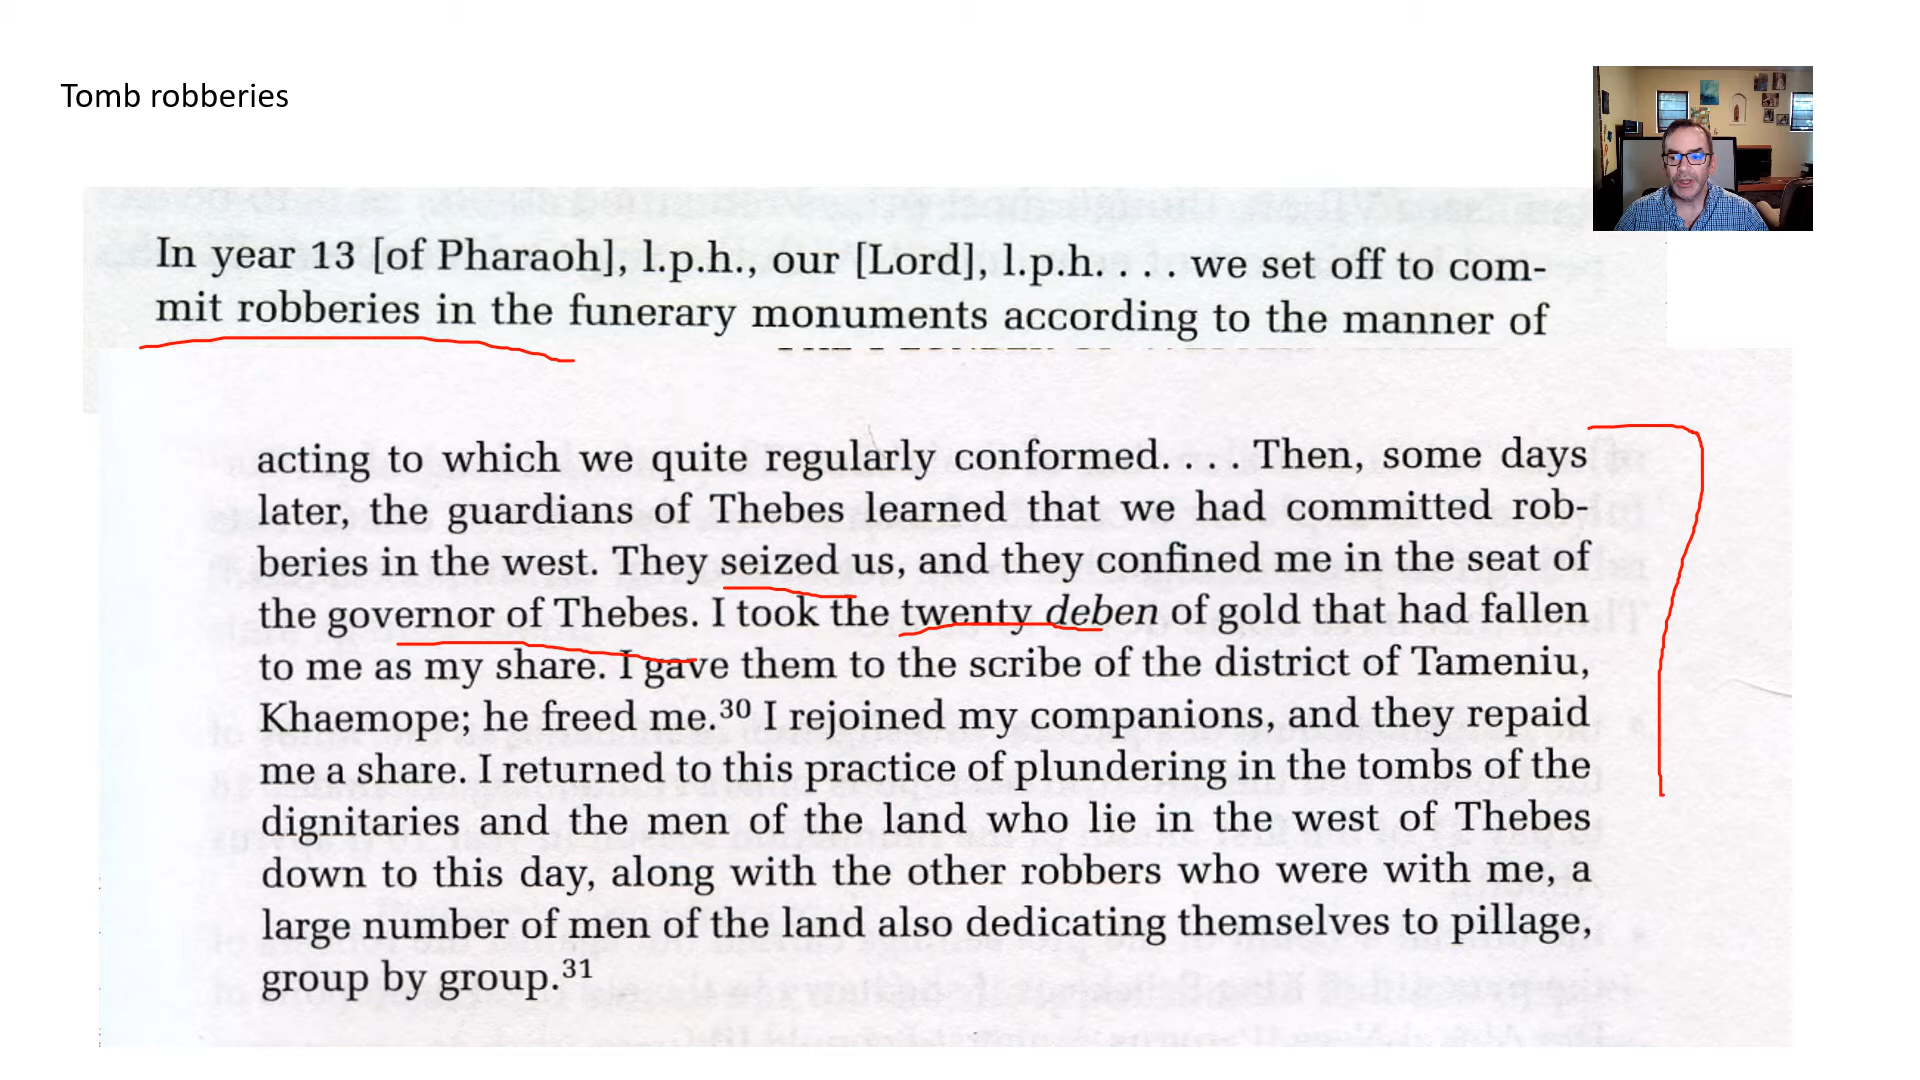 Tomb robberies
In year 13 [of Pharaoh], l.p.h., our [Lord], l.p.h. . . . we set off to com-
mit robberies in the funerary monuments according to the manner of
acting to which we quite regularly conformed. . . . Then, some days
later, the guardians of Thebes learned that we had committed rob-
beries in the west. They seized us, and they confined me in the seat of
the governor of Thebes. I took the twenty deben of gold that had fallen
to me as my share. I gave them to the scribe of the district of Tameniu,
Khaemope; he freed me.³⁰ I rejoined my companions, and they repaid
me a share. I returned to this practice of plundering in the tombs of the
dignitaries and the men of the land who lie in the west of Thebes
down to this day, along with the other robbers who were with me, a
large number of men of the land also dedicating themselves to pillage,
group by group.³¹